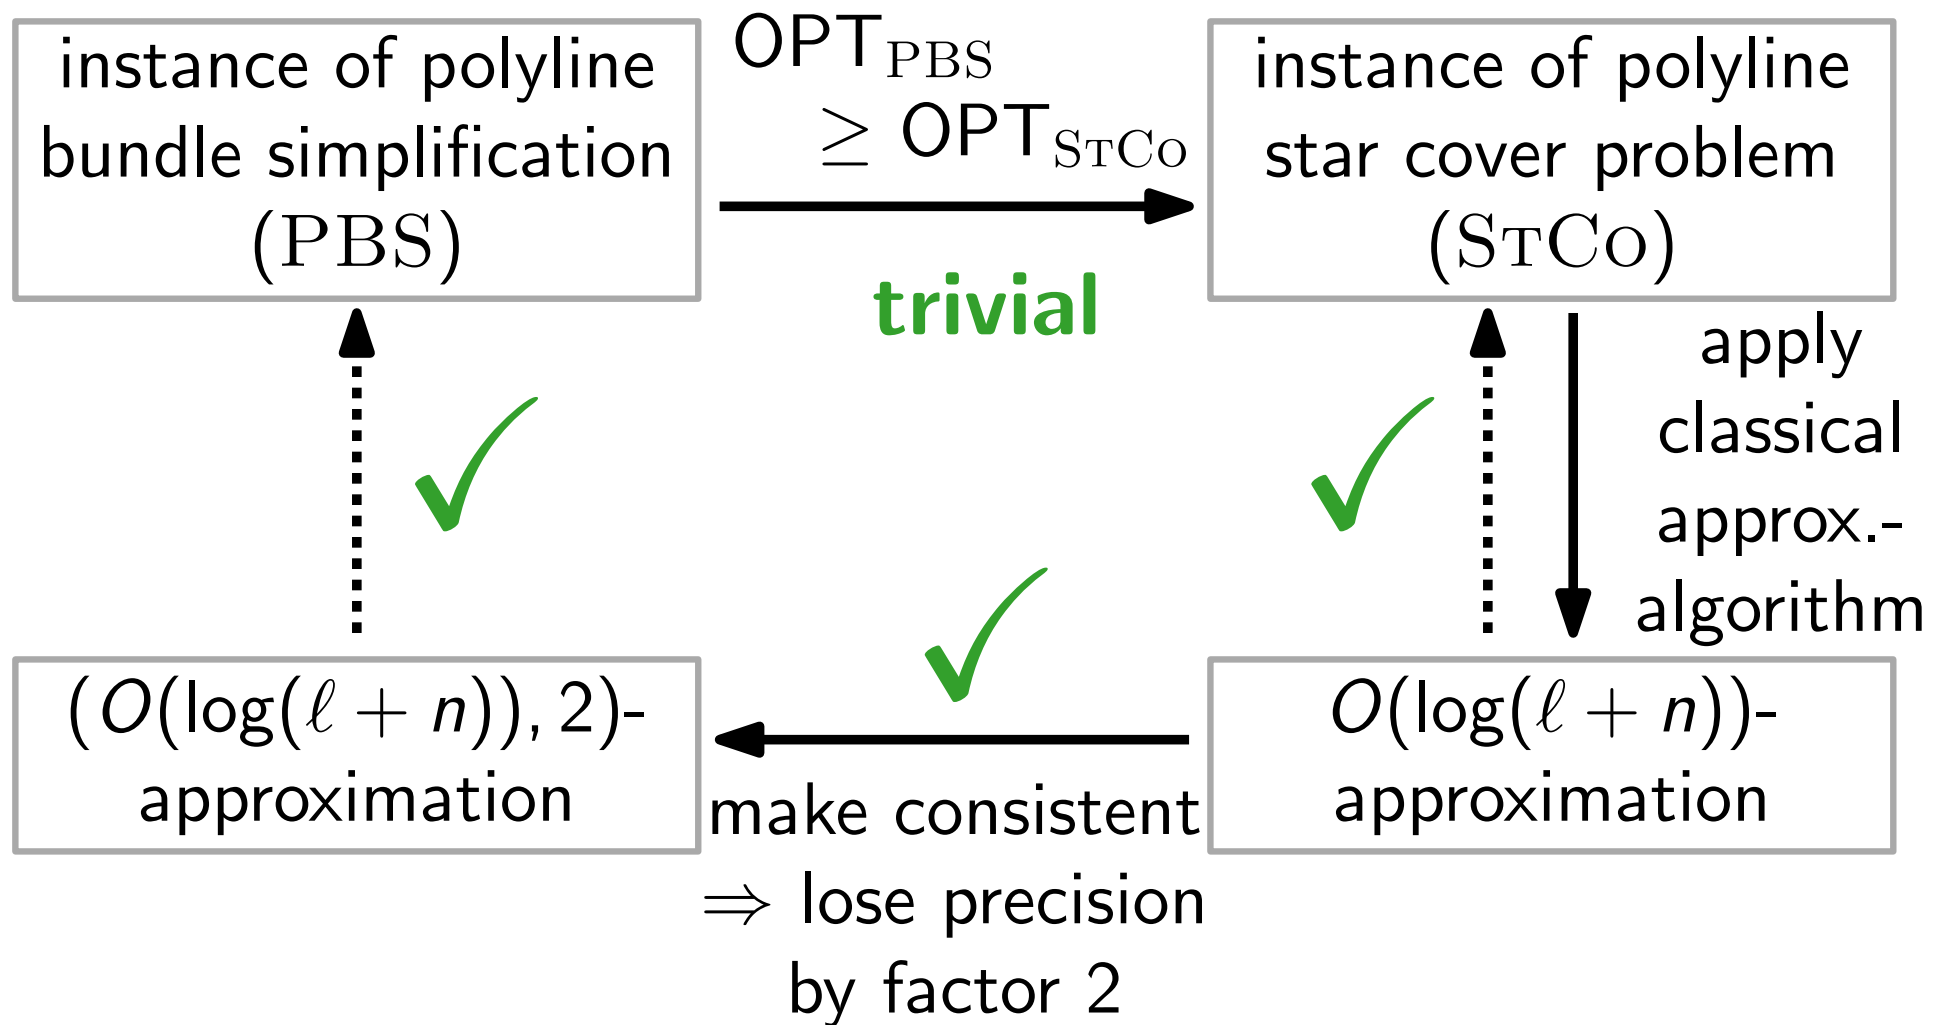 instance of polyline
bundle simplification
(PBS)
OPT_PBS
≥ OPT_StCo
trivial
instance of polyline
star cover problem
(StCo)
apply
classical
approx.-
algorithm
(O(log(ℓ + n)), 2)-
approximation
make consistent
⇒ lose precision
by factor 2
O(log(ℓ + n))-
approximation